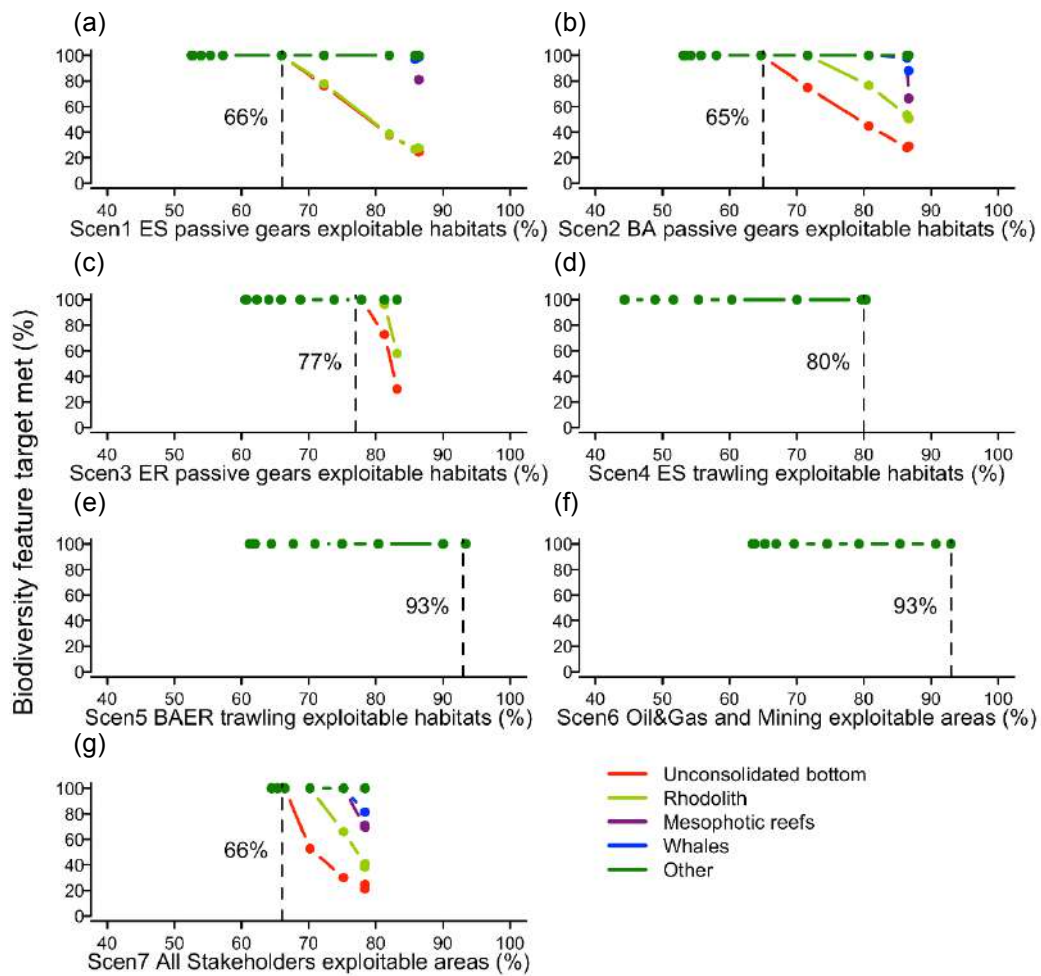 (a) (b)
100
80
60
40
20
0
66%
40 50 60 70 80 90 100
Scen1 ES passive gears exploitable habitats (%)
100
80
60
40
20
0
65%
40 50 60 70 80 90 100
Scen2 BA passive gears exploitable habitats (%)
(c) (d)
100
80
60
40
20
0
77%
40 50 60 70 80 90 100
Scen3 ER passive gears exploitable habitats (%)
100
80
60
40
20
0
80%
40 50 60 70 80 90 100
Scen4 ES trawling exploitable habitats (%)
Biodiversity feature target met (%)
(e) (f)
100
80
60
40
20
0
93%
40 50 60 70 80 90 100
Scen5 BAER trawling exploitable habitats (%)
100
80
60
40
20
0
93%
40 50 60 70 80 90 100
Scen6 Oil&Gas and Mining exploitable areas (%)
(g)
100
80
60
40
20
0
66%
40 50 60 70 80 90 100
Scen7 All Stakeholders exploitable areas (%)
Unconsolidated bottom
Rhodolith
Mesophotic reefs
Whales
Other